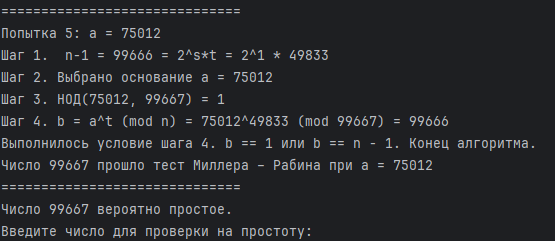 ==============================
Попытка 5: a = 75012
Шаг 1.  n-1 = 99666 = 2^s*t = 2^1 * 49833
Шаг 2. Выбрано основание a = 75012
Шаг 3. НОД(75012, 99667) = 1
Шаг 4. b = a^t (mod n) = 75012^49833 (mod 99667) = 99666
Выполнилось условие шага 4. b == 1 или b == n - 1. Конец алгоритма.
Число 99667 прошло тест Миллера – Рабина при a = 75012
==============================
Число 99667 вероятно простое.
Введите число для проверки на простоту: